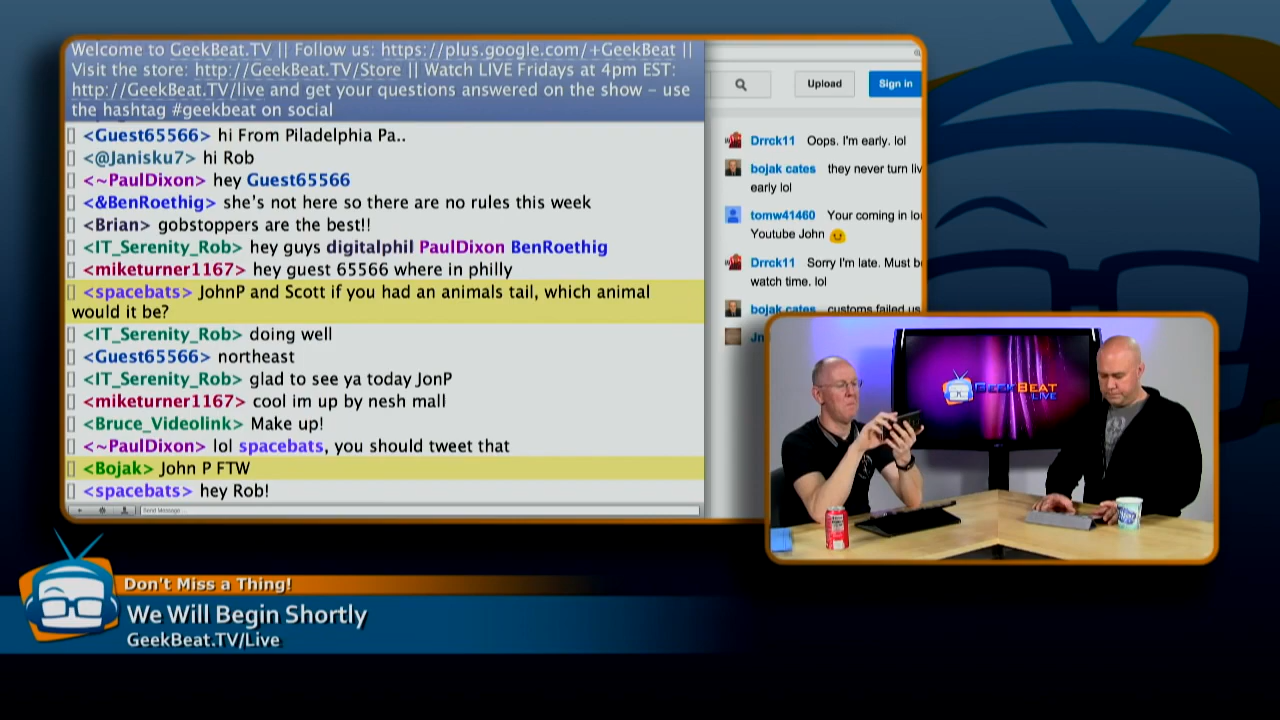 Welcome to GeekBeat.TV || Follow us: https://plus.google.com/+GeekBeat ||
Visit the store: http://GeekBeat.TV/Store || Watch LIVE Fridays at 4pm EST:
http://GeekBeat.TV/live and get your questions answered on the show – use
the hashtag #geekbeat on social
<Guest65566> hi From Piladelphia Pa..
<@Janisku7> hi Rob
<~PaulDixon> hey Guest65566
<&BenRoethig> she's not here so there are no rules this week
<Brian> gobstoppers are the best!!
<IT_Serenity_Rob> hey guys digitalphil PaulDixon BenRoethig
<miketurner1167> hey guest 65566 where in philly
<spacebats> JohnP and Scott if you had an animals tail, which animal
would it be?
<IT_Serenity_Rob> doing well
<Guest65566> northeast
<IT_Serenity_Rob> glad to see ya today JonP
<miketurner1167> cool im up by nesh mall
<Bruce_Videolink> Make up!
<~PaulDixon> lol spacebats, you should tweet that
<Bojak> John P FTW
<spacebats> hey Rob!
Send Message...
Upload
Sign in
Drrck11 Oops. I'm early. lol
bojak cates they never turn liv
early lol
tomw41460 Your coming in lo
Youtube John
Drrck11 Sorry I'm late. Must b
watch time. lol
bojak cates customs failed us
GEEKBEAT
.LIVE
Don't Miss a Thing!
We Will Begin Shortly
GeekBeat.TV/Live